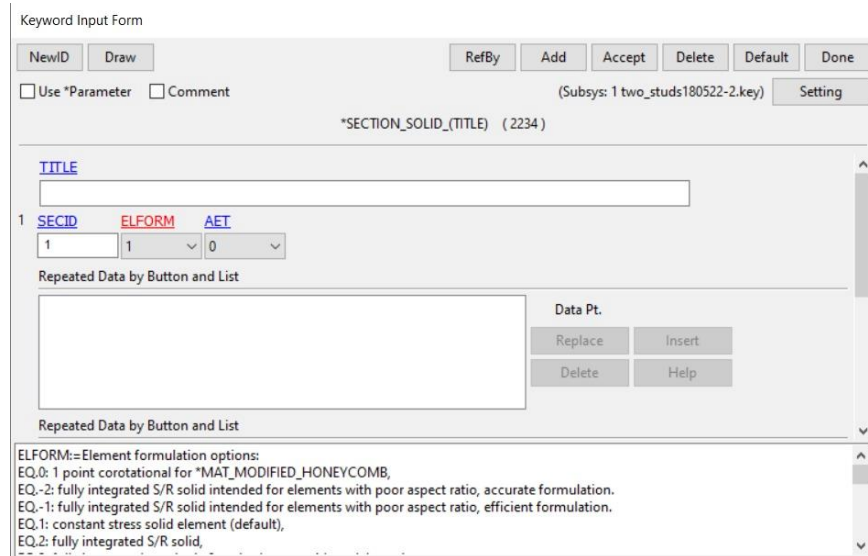 Keyword Input Form
NewID Draw RefBy Add Accept Delete Default Done
Use *Parameter Comment (Subsys: 1 two_studs180522-2.key) Setting
*SECTION_SOLID_(TITLE) (2234)
TITLE
1 SECID ELFORM AET
1 1 0
Repeated Data by Button and List
Data Pt.
Replace Insert
Delete Help
Repeated Data by Button and List
ELFORM:=Element formulation options:
EQ.0: 1 point corotational for *MAT_MODIFIED_HONEYCOMB,
EQ.-2: fully integrated S/R solid intended for elements with poor aspect ratio, accurate formulation.
EQ.-1: fully integrated S/R solid intended for elements with poor aspect ratio, efficient formulation.
EQ.1: constant stress solid element (default),
EQ.2: fully integrated S/R solid,